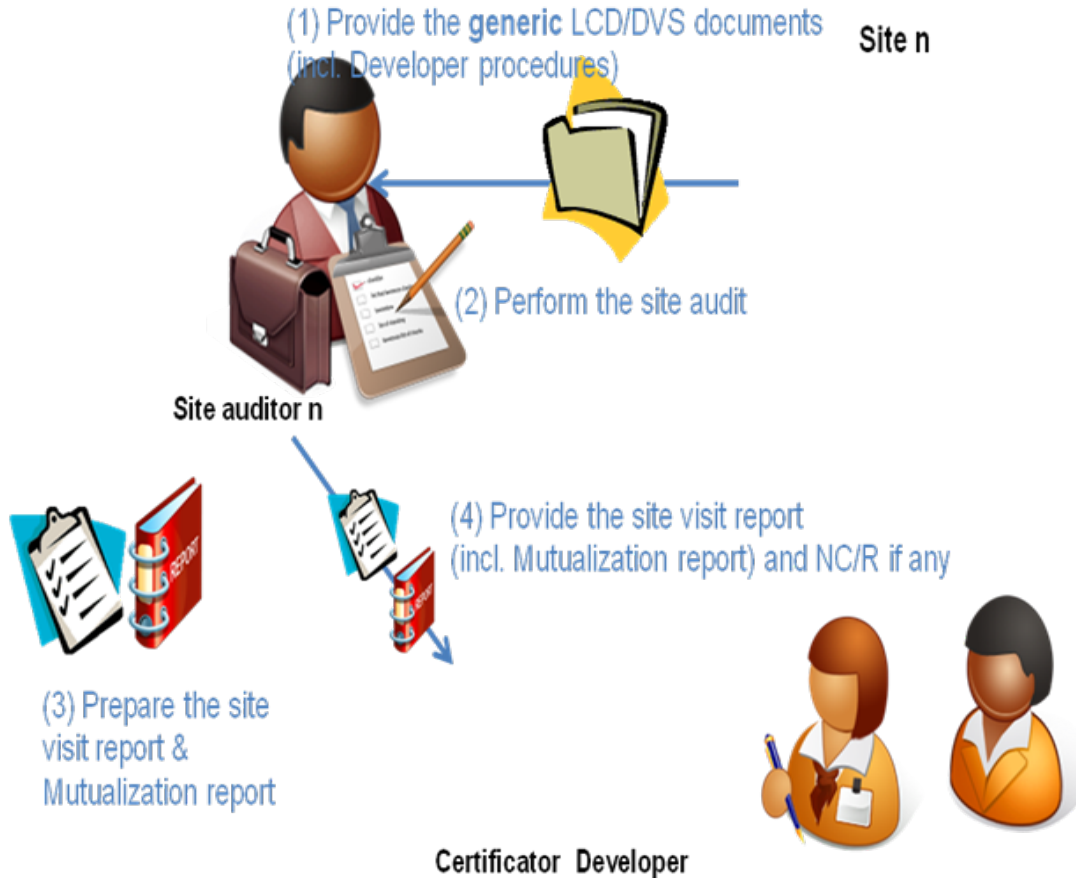 (1) Provide the generic LCD/DVS documents
(incl. Developer procedures)
Site n
(2) Perform the site audit
Site auditor n
REPORT
REPORT
(4) Provide the site visit report
(incl. Mutualization report) and NC/R if any
(3) Prepare the site
visit report &
Mutualization report
Certificator Developer